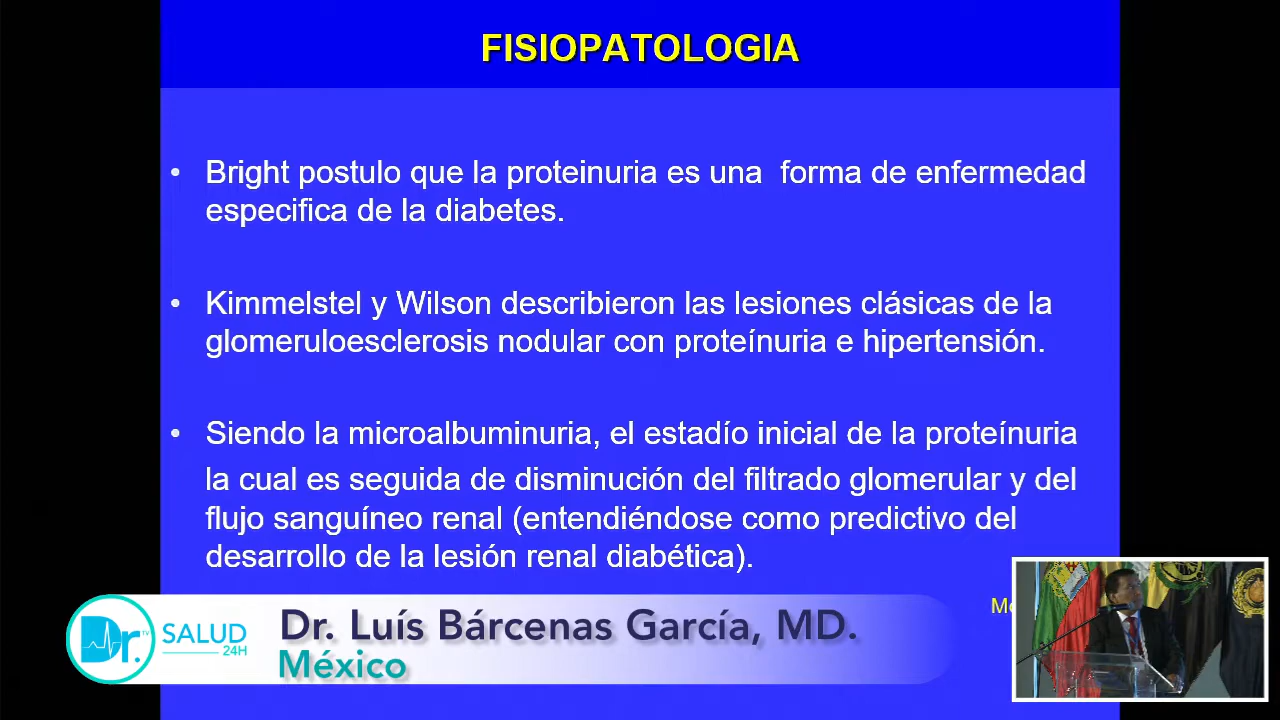 FISIOPATOLOGIA
• Bright postulo que la proteinuria es una forma de enfermedad
especifica de la diabetes.
• Kimmelstel y Wilson describieron las lesiones clásicas de la
glomeruloesclerosis nodular con proteínuria e hipertensión.
• Siendo la microalbuminuria, el estadío inicial de la proteínuria
la cual es seguida de disminución del filtrado glomerular y del
flujo sanguíneo renal (entendiéndose como predictivo del
desarrollo de la lesión renal diabética).
Dr. TV SALUD
24H
Dr. Luís Bárcenas García, MD.
México